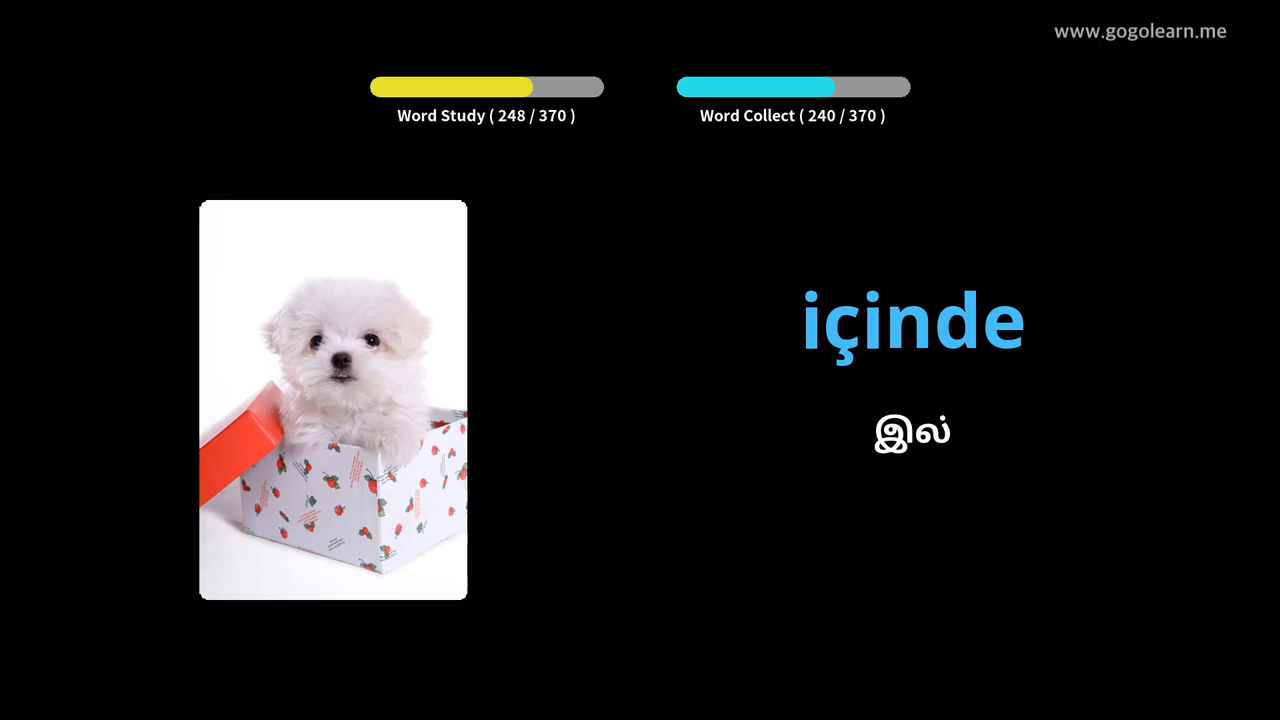 www.gogolearn.me
Word Study ( 248 / 370 )
Word Collect ( 240 / 370 )
içinde
இல்